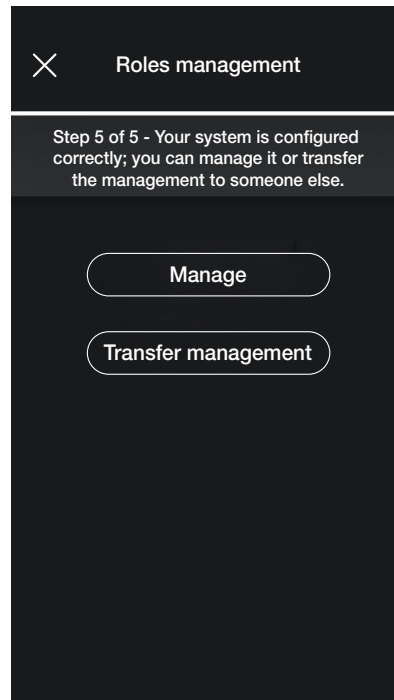 Roles management
Step 5 of 5 - Your system is configured
correctly; you can manage it or transfer
the management to someone else.
Manage
Transfer management